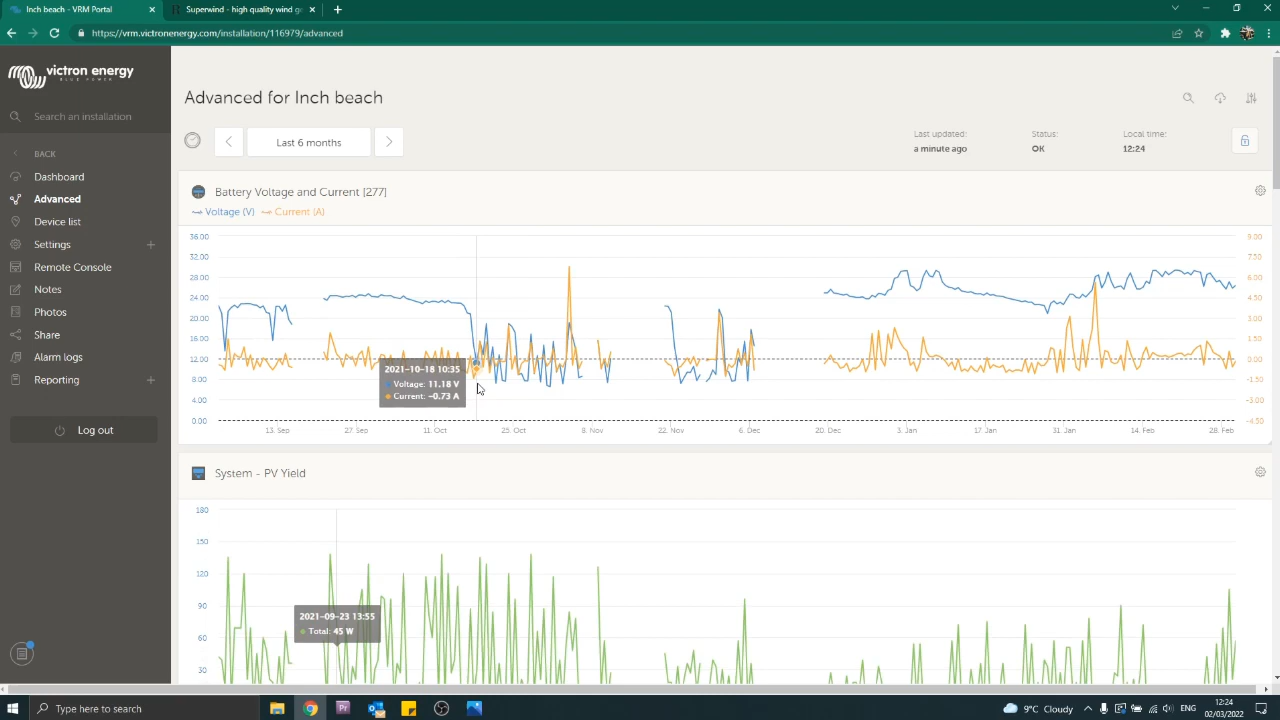 Inch beach - VRM Portal
Superwind - high quality wind ge
https://vrm.victronenergy.com/installation/116979/advanced
victron energy
BLUE POWER
Search an installation
BACK
Dashboard
Advanced
Device list
Settings
Remote Console
Notes
Photos
Share
Alarm logs
Reporting
Log out
Advanced for Inch beach
Last 6 months
Last updated:
a minute ago
Status:
OK
Local time:
12:24
Battery Voltage and Current [277]
Voltage (V) Current (A)
36.00 9.00
32.00 7.50
28.00 6.00
24.00 4.50
20.00 3.00
16.00 1.50
12.00 0.00
8.00 -1.50
4.00 -3.00
0.00 -4.50
2021-10-18 10:35
Voltage: 11.18 V
Current: -0.73 A
13. Sep 27. Sep 11. Oct 25. Oct 8. Nov 22. Nov 6. Dec 20. Dec 3. Jan 17. Jan 31. Jan 14. Feb 28. Feb
System - PV Yield
180
150
120
90
60
30
2021-09-23 13:55
Total: 45 W
Type here to search
9°C Cloudy
ENG
12:24
02/03/2022